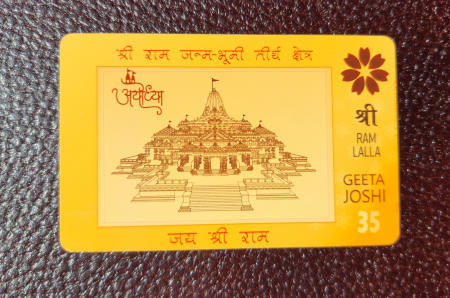 श्री राम जन्म-भूमी तीर्थ क्षेत्र
अयोध्या
श्री
RAM
LALLA
GEETA
JOSHI
35
जय श्री राम